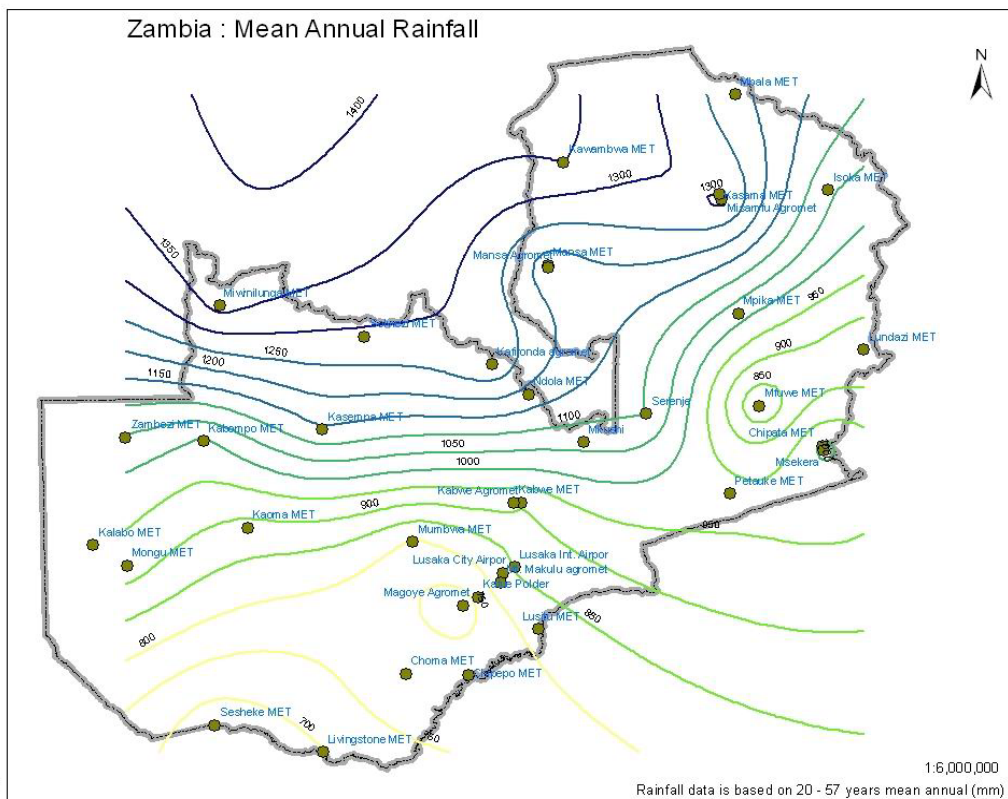 Zambia : Mean Annual Rainfall
N
Mbala MET
1400
Kawambwa MET
1300
1300
Kasama MET
Isoka MET
Misamfu Agromet
1350
Mansa Agromet
Mansa MET
Mwinilunga MET
Mpika MET
950
Kafironda agromet
900
Lundazi MET
1250
1200
1150
850
Ndola MET
Mfuwe MET
Kasempa MET
1100
Serenje
Zambezi MET
Kabompo MET
1050
Mkushi
Chipata MET
1000
Msekera
Petauke MET
900
Kabwe Agromet
Kabwe MET
950
Kaoma MET
Mumbwa MET
Kalabo MET
Mongu MET
Lusaka City Airpor
Lusaka Int. Airpor
Makulu agromet
Kafue Polder
Magoye Agromet
850
Lusitu MET
800
Choma MET
Sesheke MET
700
Livingstone MET
1:6,000,000
Rainfall data is based on 20 - 57 years mean annual (mm)